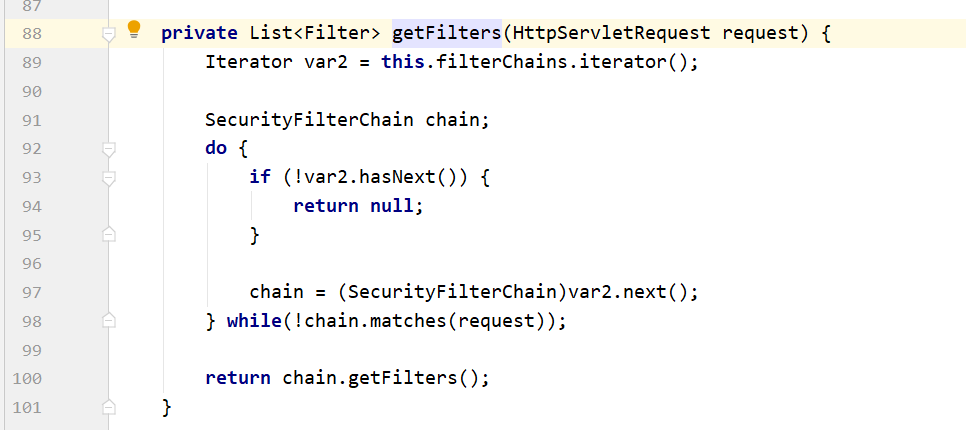 87
88 private List<Filter> getFilters(HttpServletRequest request) {
89 Iterator var2 = this.filterChains.iterator();
90
91 SecurityFilterChain chain;
92 do {
93 if (!var2.hasNext()) {
94 return null;
95 }
96
97 chain = (SecurityFilterChain)var2.next();
98 } while(!chain.matches(request));
99
100 return chain.getFilters();
101 }